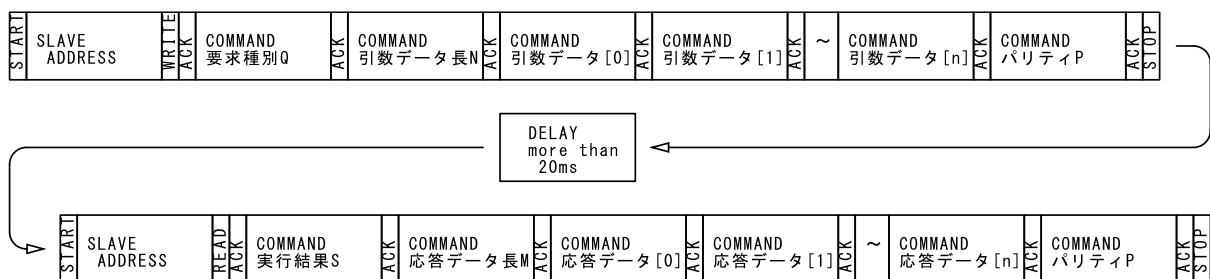 START
SLAVE
ADDRESS
WRITE
ACK
COMMAND
要求種別Q
ACK
COMMAND
引数データ長N
ACK
COMMAND
引数データ[0]
ACK
COMMAND
引数データ[1]
ACK
~
COMMAND
引数データ[n]
ACK
COMMAND
パリティP
ACK
STOP
DELAY
more than
20ms
START
SLAVE
ADDRESS
READ
ACK
COMMAND
実行結果S
ACK
COMMAND
応答データ長M
ACK
COMMAND
応答データ[0]
ACK
COMMAND
応答データ[1]
ACK
~
COMMAND
応答データ[n]
ACK
COMMAND
パリティP
ACK
STOP